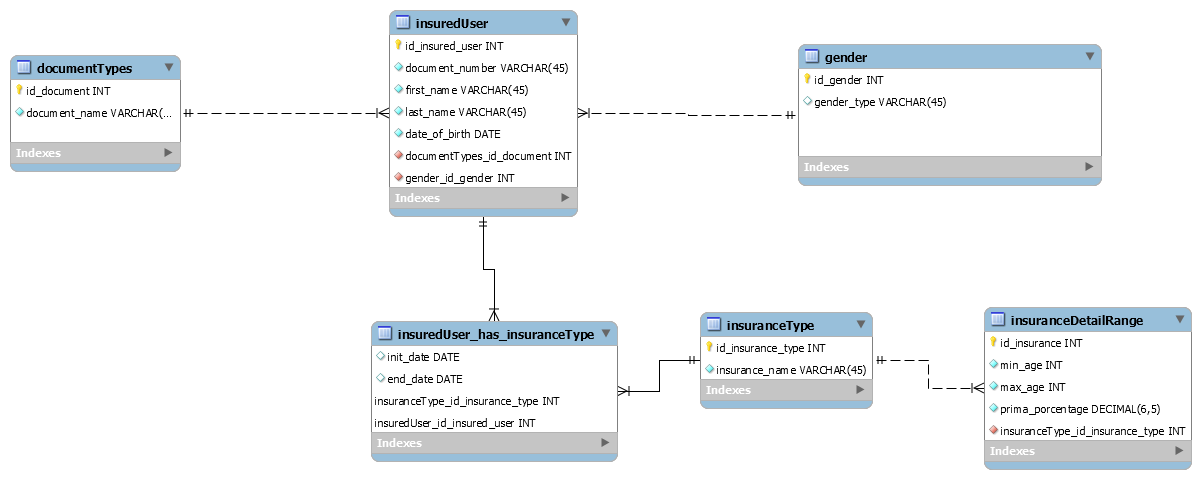 documentTypes
id_document INT
document_name VARCHAR(...
Indexes
insuredUser
id_insured_user INT
document_number VARCHAR(45)
first_name VARCHAR(45)
last_name VARCHAR(45)
date_of_birth DATE
documentTypes_id_document INT
gender_id_gender INT
Indexes
gender
id_gender INT
gender_type VARCHAR(45)
Indexes
insuredUser_has_insuranceType
init_date DATE
end_date DATE
insuranceType_id_insurance_type INT
insuredUser_id_insured_user INT
Indexes
insuranceType
id_insurance_type INT
insurance_name VARCHAR(45)
Indexes
insuranceDetailRange
id_insurance INT
min_age INT
max_age INT
prima_porcentage DECIMAL(6,5)
insuranceType_id_insurance_type INT
Indexes